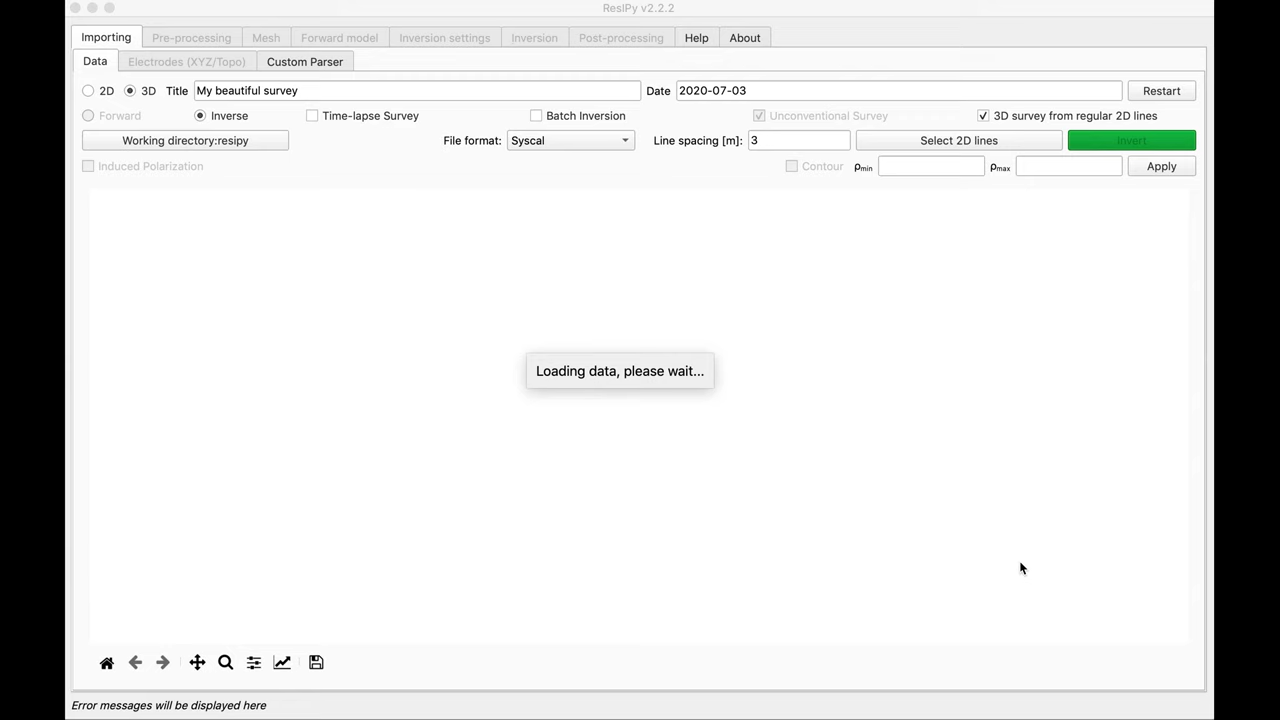 ResIPy v2.2.2
Importing Pre-processing Mesh Forward model Inversion settings Inversion Post-processing Help About
Data Electrodes (XYZ/Topo) Custom Parser
2D 3D Title My beautiful survey Date 2020-07-03 Restart
Forward Inverse Time-lapse Survey Batch Inversion Unconventional Survey 3D survey from regular 2D lines
Working directory:resipy File format: Syscal Line spacing [m]: 3 Select 2D lines Invert
Induced Polarization Contour ρmin ρmax Apply
Loading data, please wait...
Error messages will be displayed here